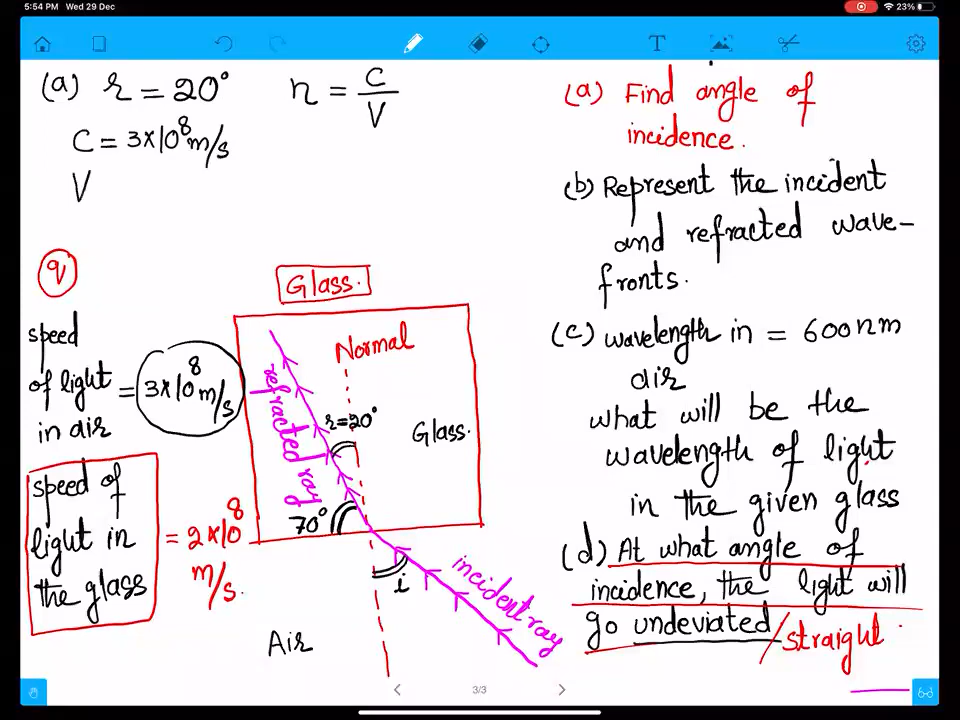 5:54 PM Wed 29 Dec
23%
T
(a) r = 20°
n = C/V
C = 3×10⁸ m/s
V
(a) Find angle of
incidence.
(b) Represent the incident
and refracted wave-
fronts.
(c) wavelength in = 600nm
air
what will be the
wavelength of light
in the given glass
(d) At what angle of
incidence, the light will
go undeviated/straight.
q
speed
of light = 3×10⁸ m/s
in air
speed of
light in = 2×10⁸
the glass m/s.
Glass.
Normal
refracted ray
r=20°
Glass.
70°
i
incident ray
Air
3/3